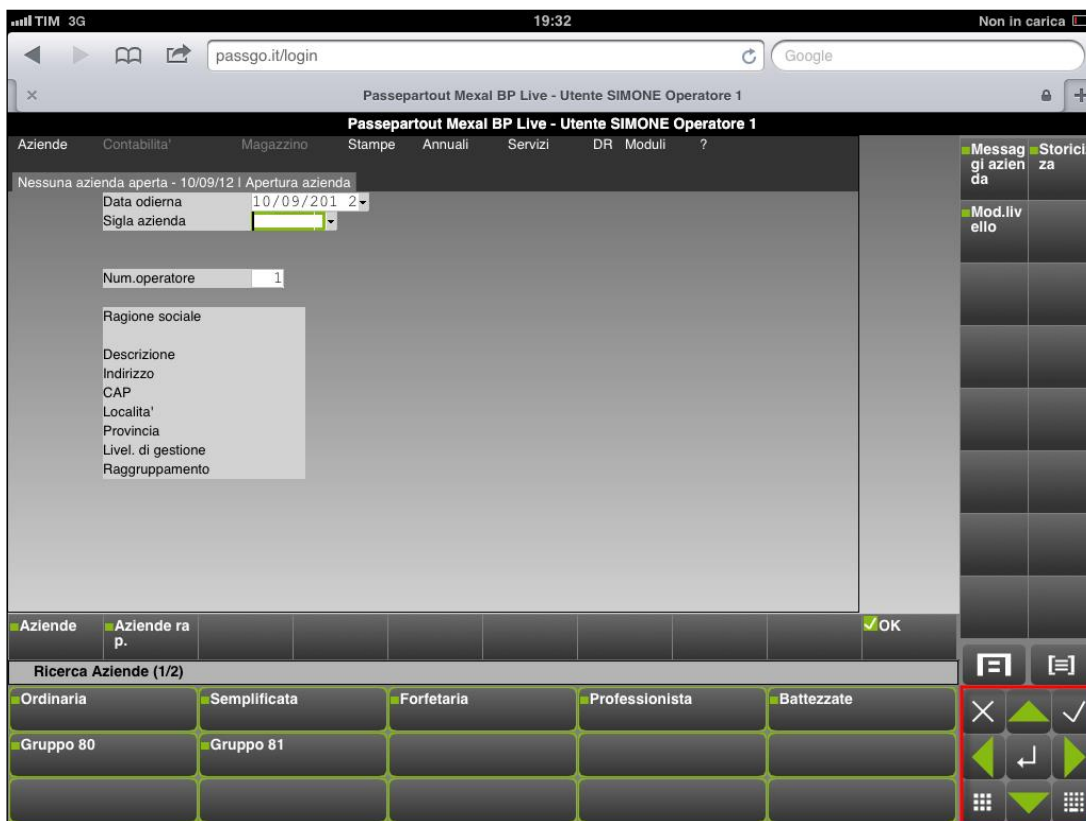 TIM 3G 19:32 Non in carica
passgo.it/login Google
Passepartout Mexal BP Live - Utente SIMONE Operatore 1
Passepartout Mexal BP Live - Utente SIMONE Operatore 1
Aziende Contabilita' Magazzino Stampe Annuali Servizi DR Moduli ?
Nessuna azienda aperta - 10/09/12 | Apertura azienda
Data odierna 10/09/201 2
Sigla azienda
Num.operatore 1
Ragione sociale
Descrizione
Indirizzo
CAP
Localita'
Provincia
Livel. di gestione
Raggruppamento
Messag
gi azien
da
Storici
za
Mod.liv
ello
Aziende
Aziende ra
p.
OK
Ricerca Aziende (1/2)
Ordinaria Semplificata Forfetaria Professionista Battezzate
Gruppo 80 Gruppo 81